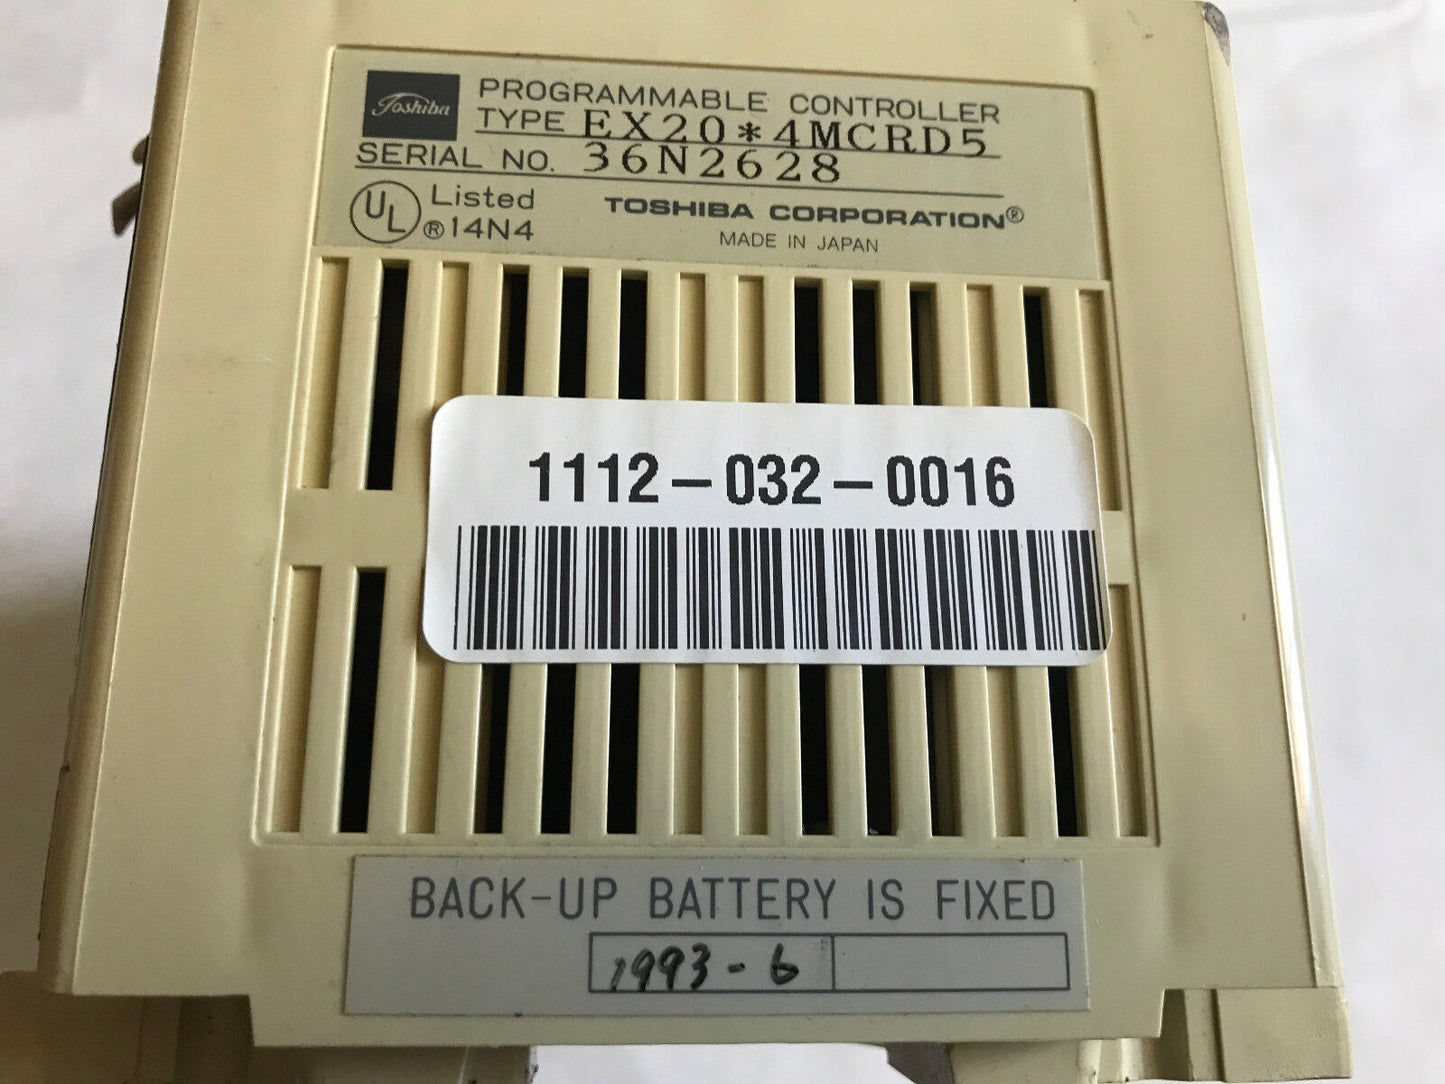 Toshiba
PROGRAMMABLE CONTROLLER
TYPE EX20*4MCRD5
SERIAL NO. 36N2628
UL Listed
®14N4
TOSHIBA CORPORATION®
MADE IN JAPAN
1112-032-0016
BACK-UP BATTERY IS FIXED
1993-6